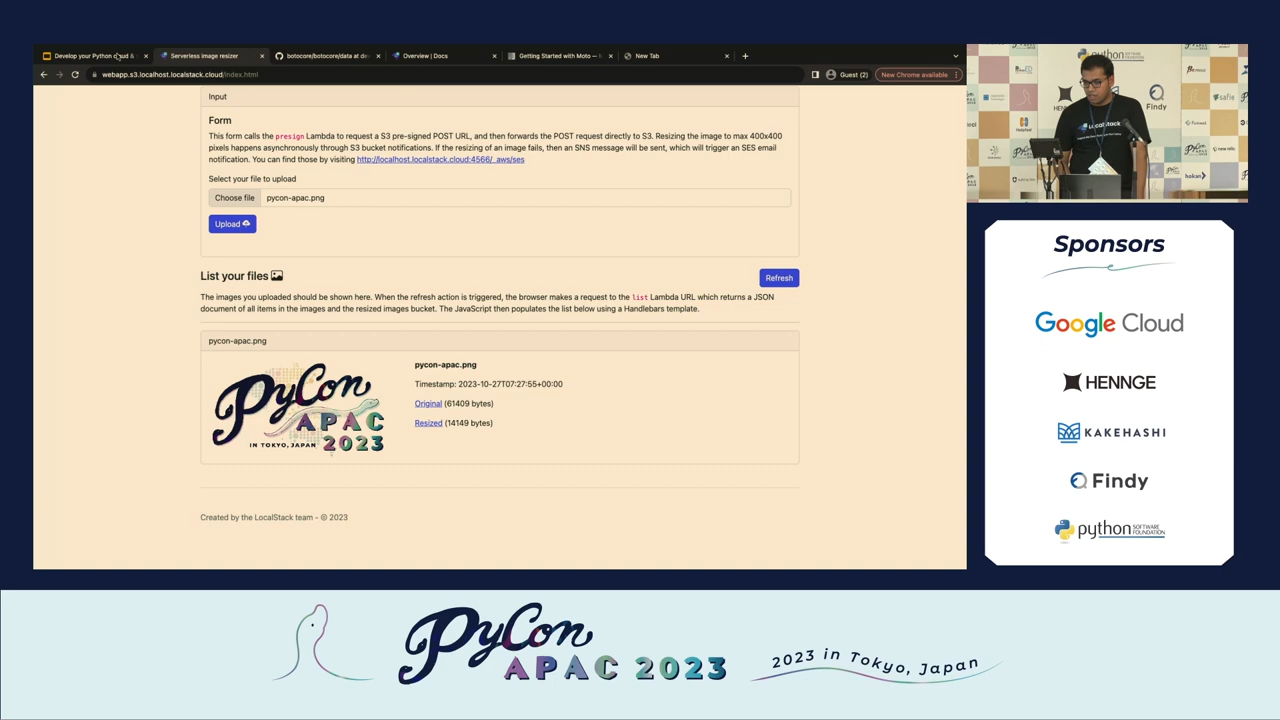 Develop your Python cloud &
Serverless image resizer
botocore/botocore/data at de
Overview | Docs
Getting Started with Moto —
New Tab
webapp.s3.localhost.localstack.cloud/index.html
Guest (2)
New Chrome available
Input
Form
This form calls the presign Lambda to request a S3 pre-signed POST URL, and then forwards the POST request directly to S3. Resizing the image to max 400x400
pixels happens asynchronously through S3 bucket notifications. If the resizing of an image fails, then an SNS message will be sent, which will trigger an SES email
notification. You can find those by visiting http://localhost.localstack.cloud:4566/_aws/ses
Select your file to upload
Choose file
pycon-apac.png
Upload
List your files
Refresh
The images you uploaded should be shown here. When the refresh action is triggered, the browser makes a request to the list Lambda URL which returns a JSON
document of all items in the images and the resized images bucket. The JavaScript then populates the list below using a Handlebars template.
pycon-apac.png
PyCon
APAC
IN TOKYO, JAPAN 2023
pycon-apac.png
Timestamp: 2023-10-27T07:27:55+00:00
Original (61409 bytes)
Resized (14149 bytes)
Created by the LocalStack team - © 2023
python
Findy
safie
localstack
hokan
new relic
Sponsors
Google Cloud
HENNGE
KAKEHASHI
Findy
python SOFTWARE
FOUNDATION
PyCon
APAC 2023
2023 in Tokyo, Japan